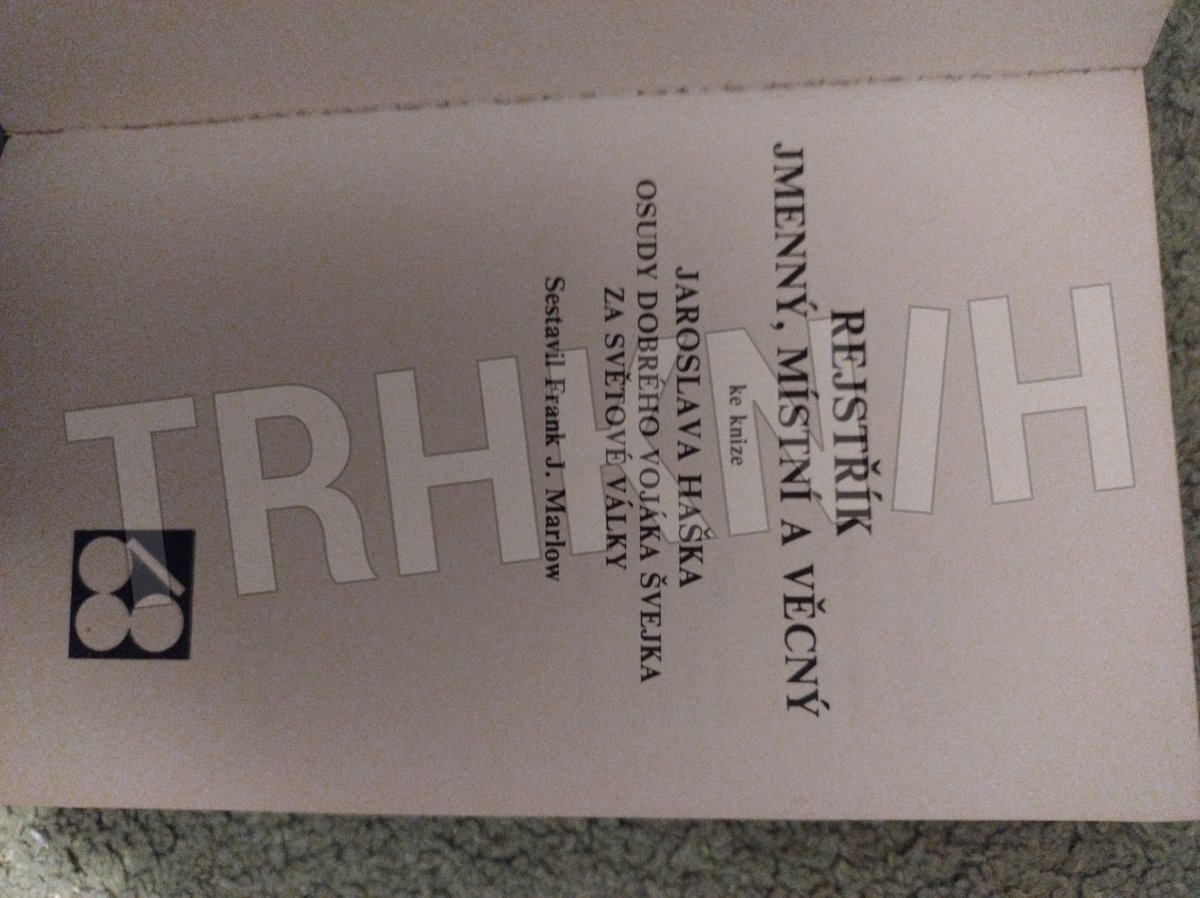 REJSTŘÍK
JMENNÝ, MÍSTNÍ A VĚCNÝ
ke knize
JAROSLAVA HAŠKA
OSUDY DOBRÉHO VOJÁKA ŠVEJKA
ZA SVĚTOVÉ VÁLKY
Sestavil Frank J. Marlow
TRHKNIH